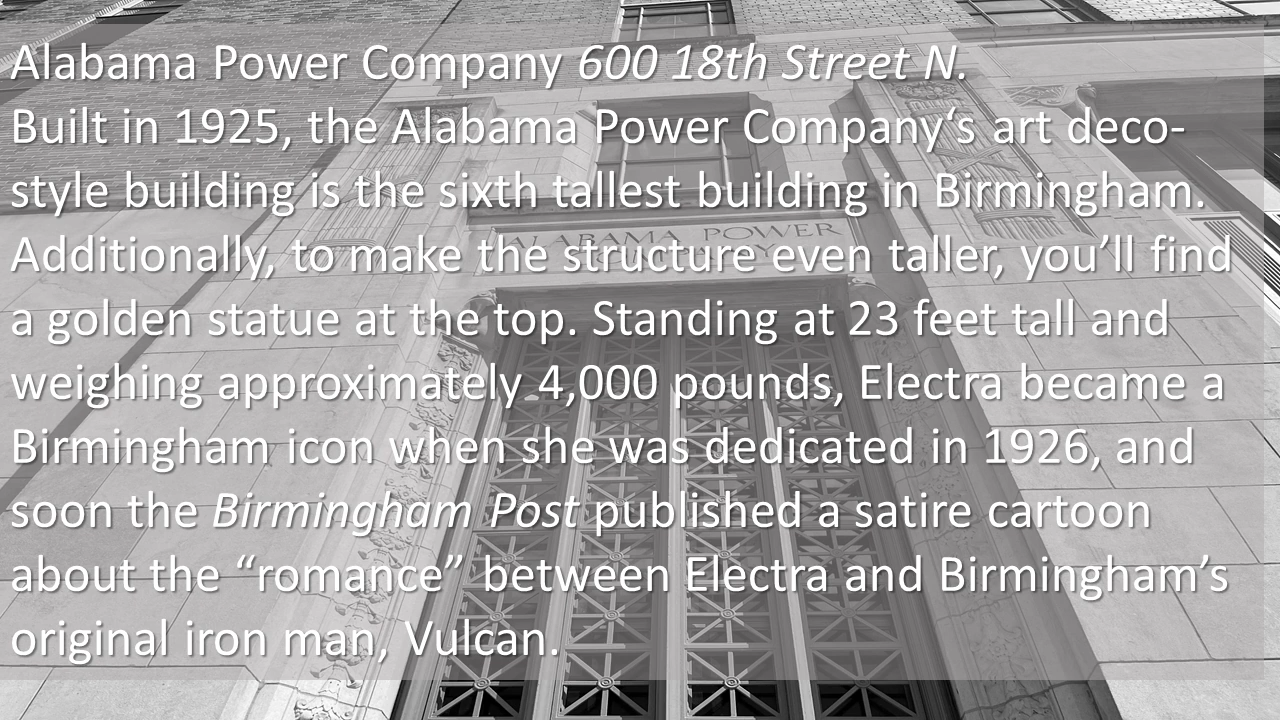 Alabama Power Company 600 18th Street N.
Built in 1925, the Alabama Power Company‘s art deco-
style building is the sixth tallest building in Birmingham.
Additionally, to make the structure even taller, you’ll find
a golden statue at the top. Standing at 23 feet tall and
weighing approximately 4,000 pounds, Electra became a
Birmingham icon when she was dedicated in 1926, and
soon the Birmingham Post published a satire cartoon
about the “romance” between Electra and Birmingham’s
original iron man, Vulcan.
ALABAMA POWER